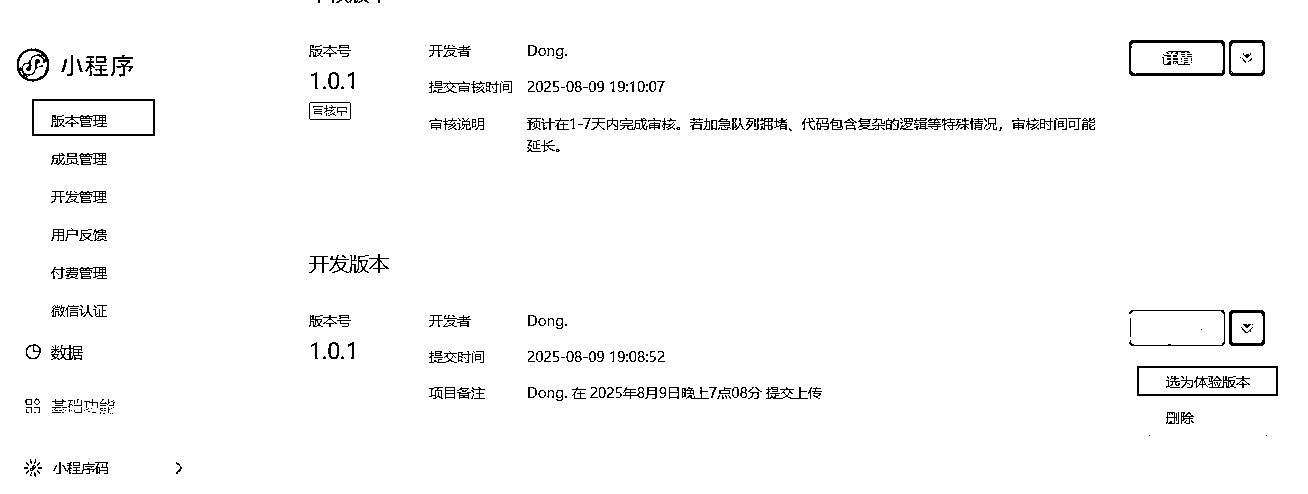 小程序
版本管理
成员管理
开发管理
用户反馈
付费管理
微信认证
数据
基础功能
小程序码
版本号
1.0.1
审核中
开发者 Dong.
提交审核时间 2025-08-09 19:10:07
审核说明 预计在1-7天内完成审核。若加急队列拥堵、代码包含复杂的逻辑等特殊情况，审核时间可能
延长。
详情
开发版本
版本号
1.0.1
开发者 Dong.
提交时间 2025-08-09 19:08:52
项目备注 Dong. 在 2025年8月9日晚上7点08分 提交上传
选为体验版本
删除